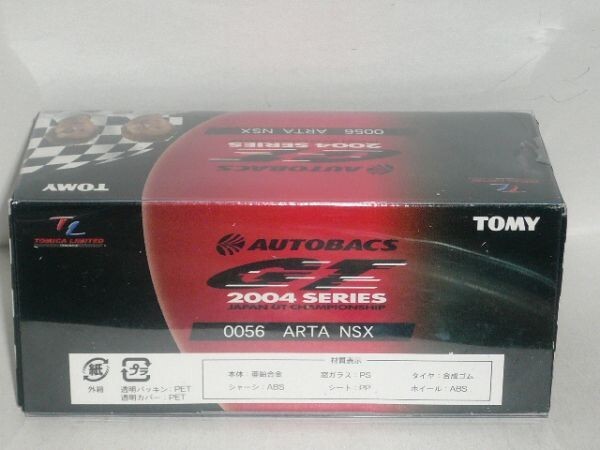 0056 ARTA NSX
2004 SERIES
GT
AUTOBACS
TOMY
TL
TOMICA LIMITED
TOMY
AUTOBACS
GT
2004 SERIES
JAPAN GT CHAMPIONSHIP
0056 ARTA NSX
材質表示
紙
外箱
プラ
透明パッキン:PET
透明カバー:PET
本体:亜鉛合金 窓ガラス:PS タイヤ:合成ゴム
シャーシ:ABS シート:PP ホイール:ABS